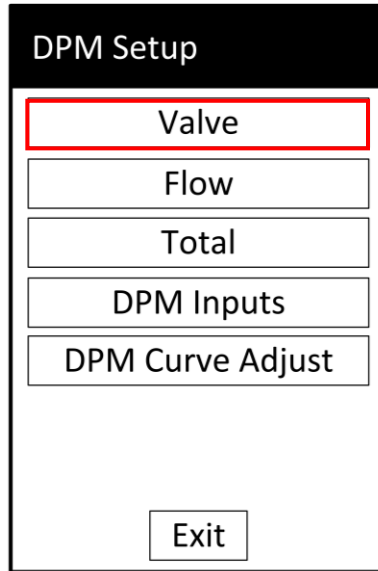 DPM Setup
Valve
Flow
Total
DPM Inputs
DPM Curve Adjust
Exit